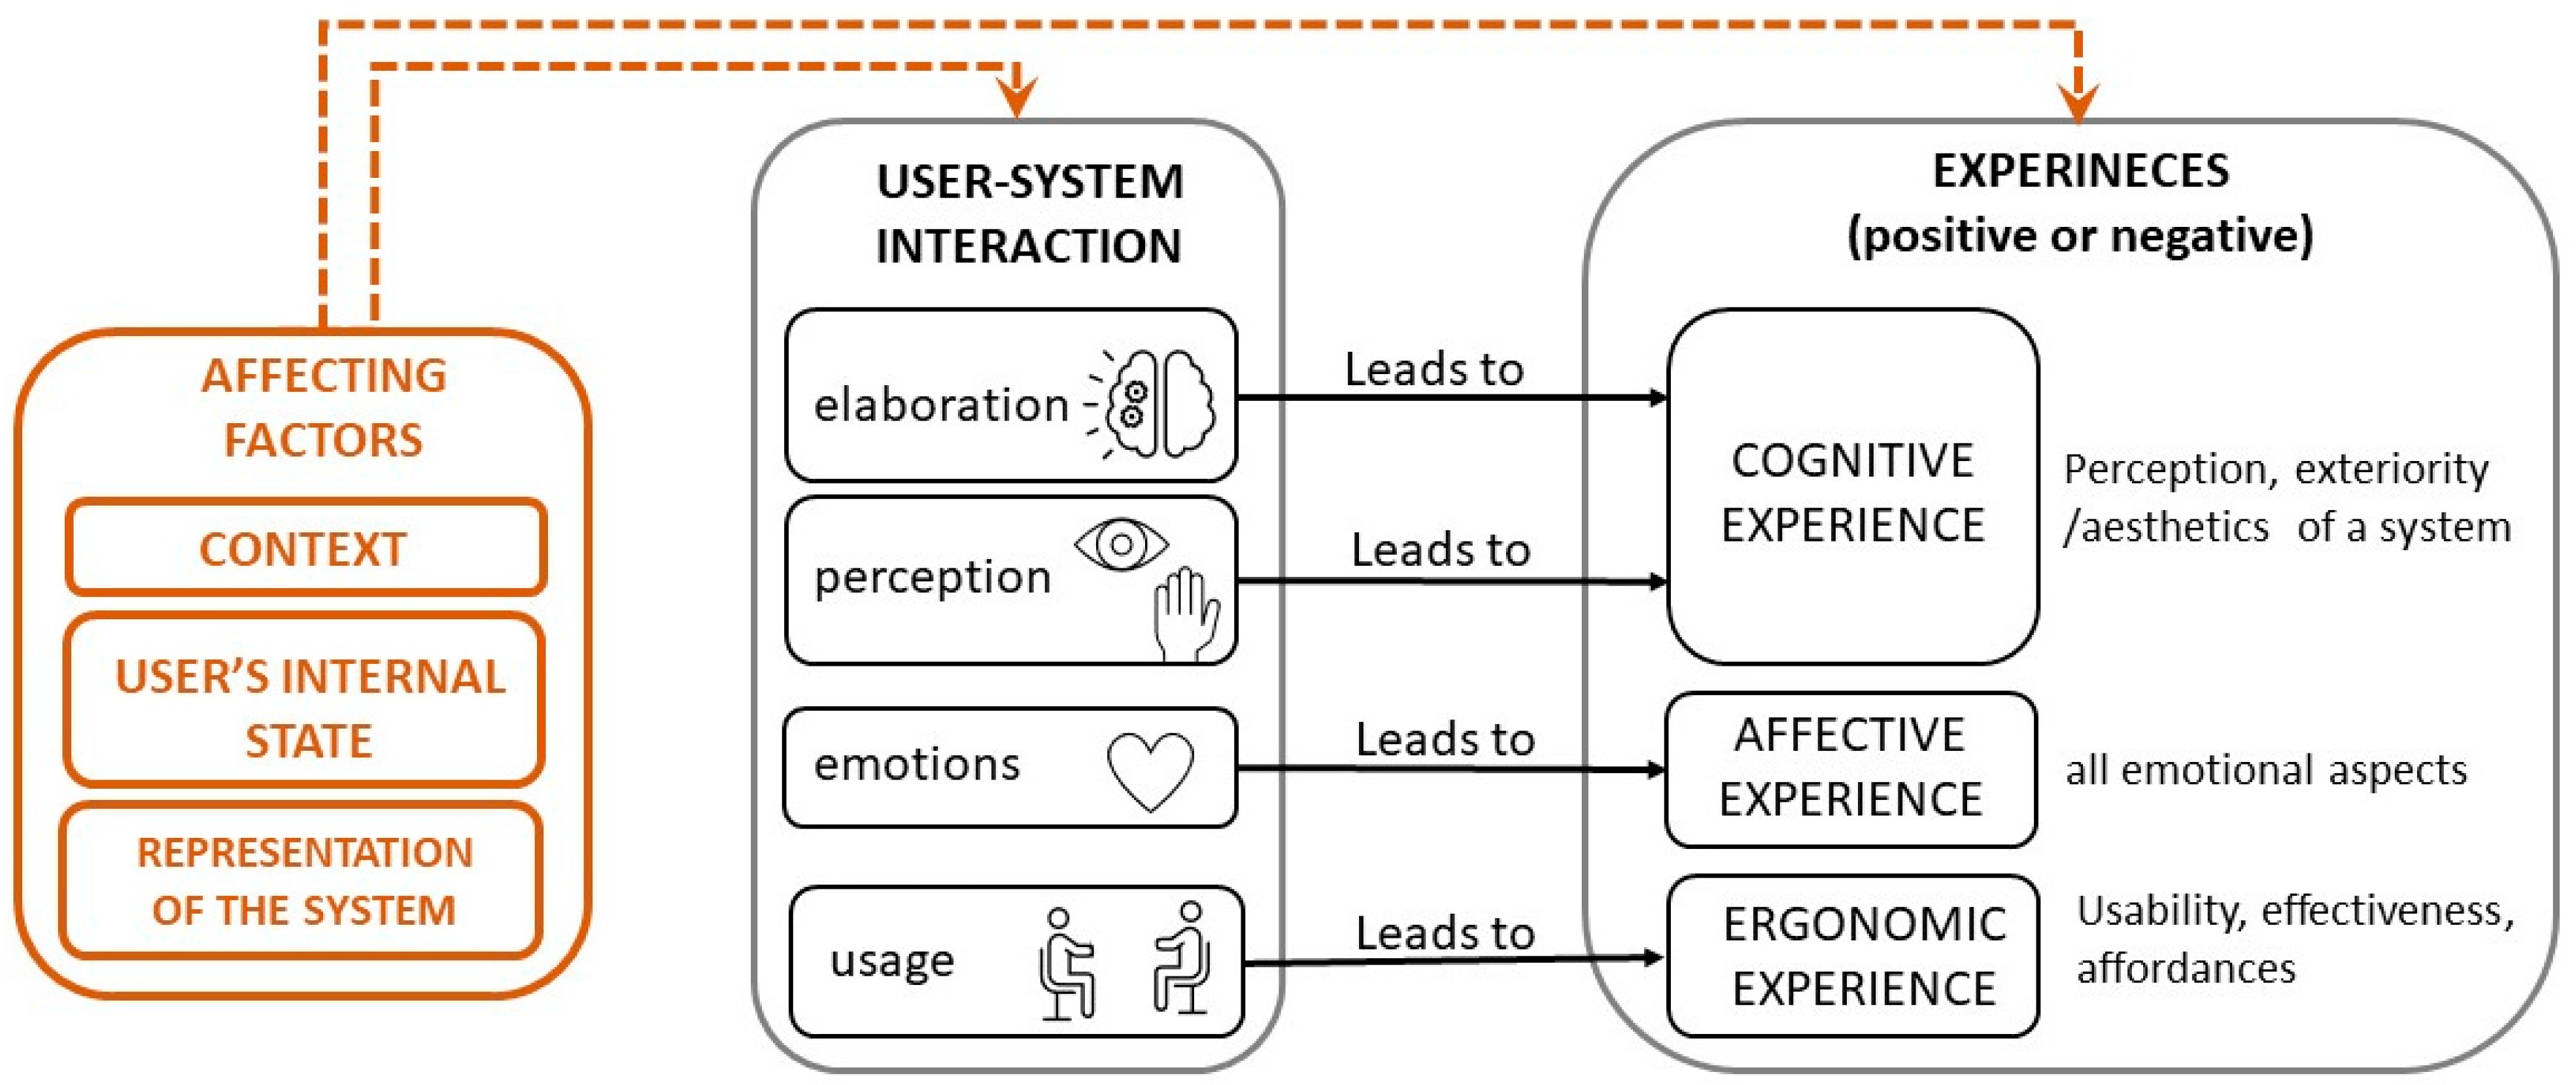 AFFECTING
FACTORS
CONTEXT
USER’S INTERNAL
STATE
REPRESENTATION
OF THE SYSTEM
USER-SYSTEM
INTERACTION
elaboration
perception
emotions
usage
Leads to
Leads to
Leads to
Leads to
EXPERINECES
(positive or negative)
COGNITIVE
EXPERIENCE
Perception, exteriority
/aesthetics of a system
AFFECTIVE
EXPERIENCE
all emotional aspects
ERGONOMIC
EXPERIENCE
Usability, effectiveness,
affordances